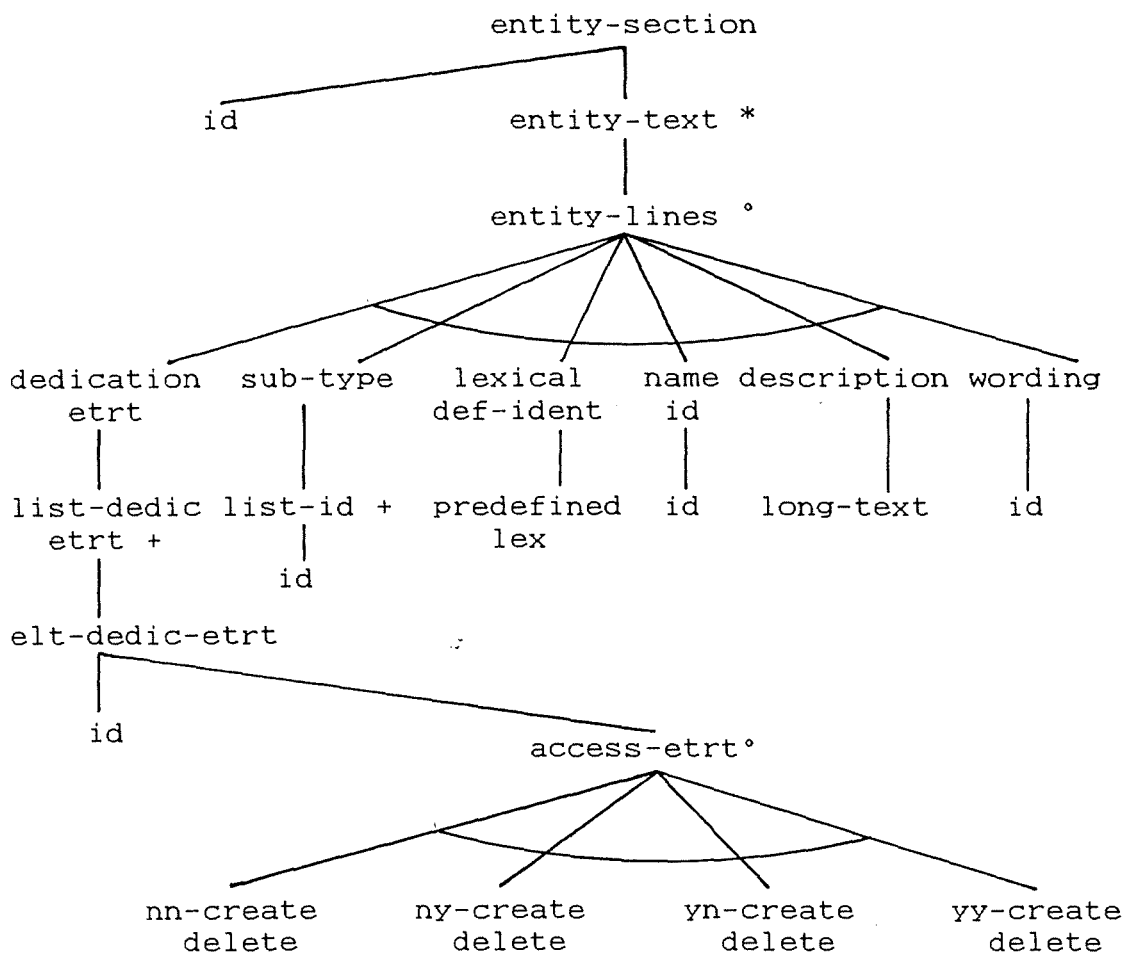 entity-section
id
entity-text *
entity-lines °
dedication sub-type lexical name description wording
etrt def-ident id
list-dedic list-id + predefined id long-text id
etrt + lex
id
elt-dedic-etrt
id
access-etrt°
nn-create ny-create yn-create yy-create
delete delete delete delete